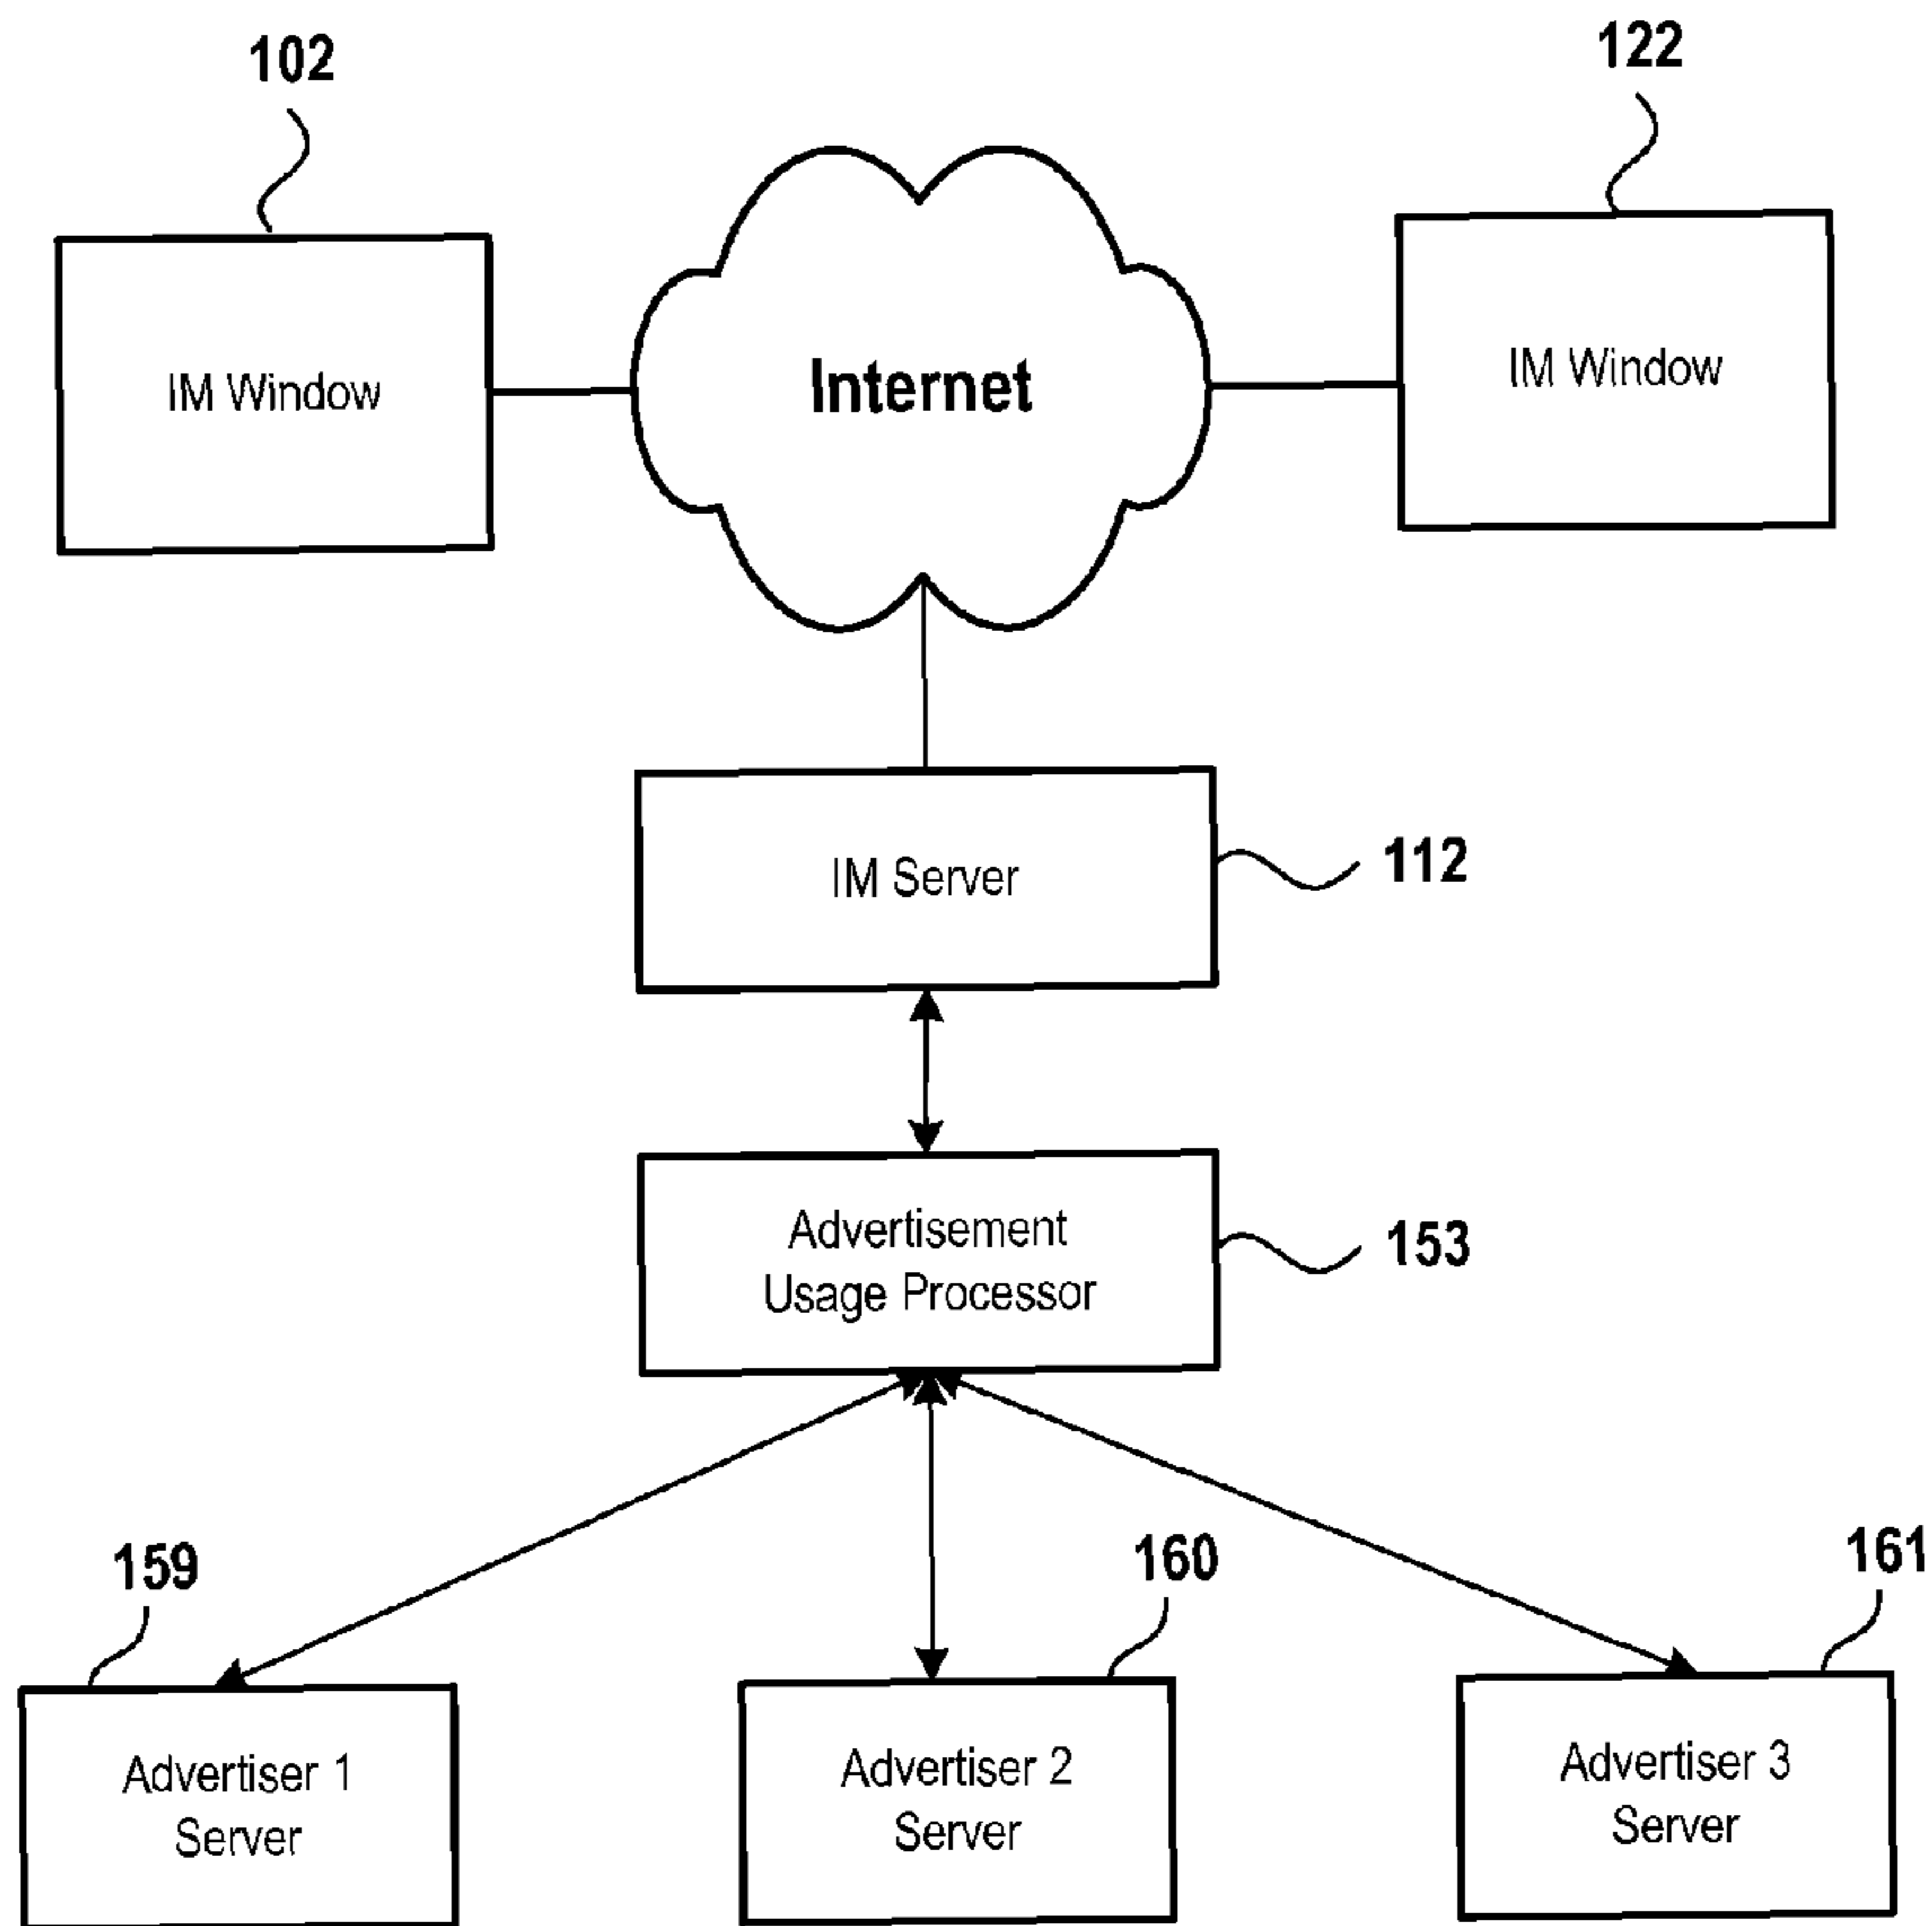 102
122
IM Window
Internet
IM Window
IM Server
112
Advertisement
Usage Processor
153
159
160
161
Advertiser 1
Server
Advertiser 2
Server
Advertiser 3
Server